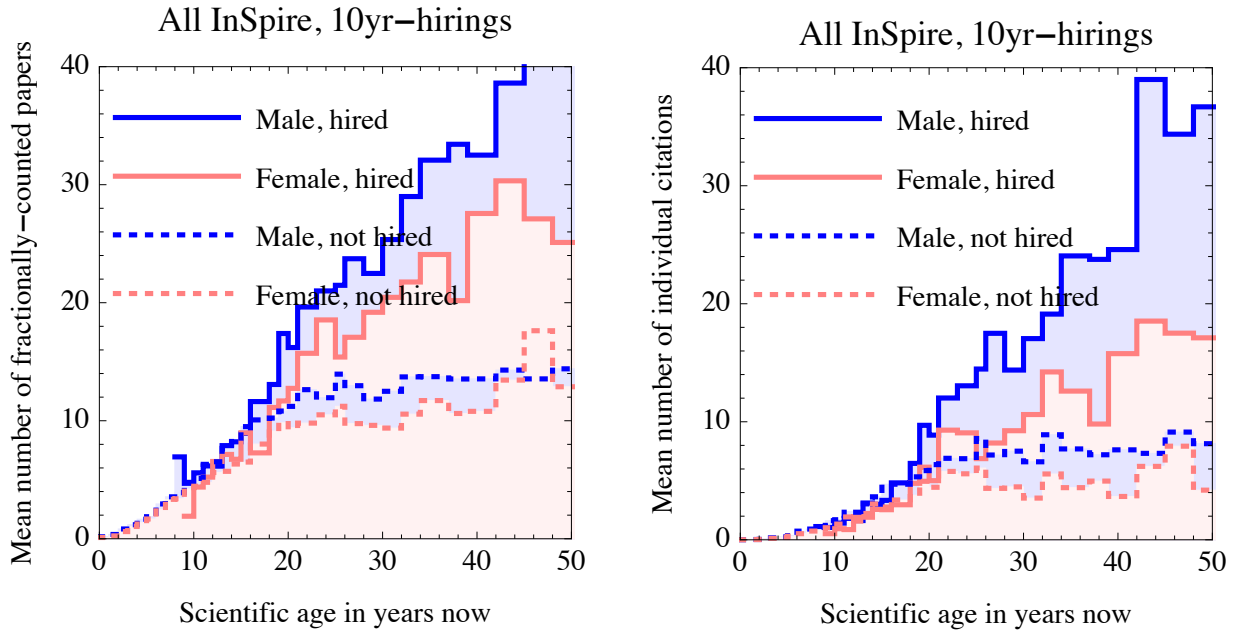 All InSpire, 10yr−hirings
Mean number of fractionally−counted papers
40
30
20
10
0
Male, hired
Female, hired
Male, not hired
Female, not hired
0 10 20 30 40 50
Scientific age in years now
All InSpire, 10yr−hirings
Mean number of individual citations
40
30
20
10
0
Male, hired
Female, hired
Male, not hired
Female, not hired
0 10 20 30 40 50
Scientific age in years now